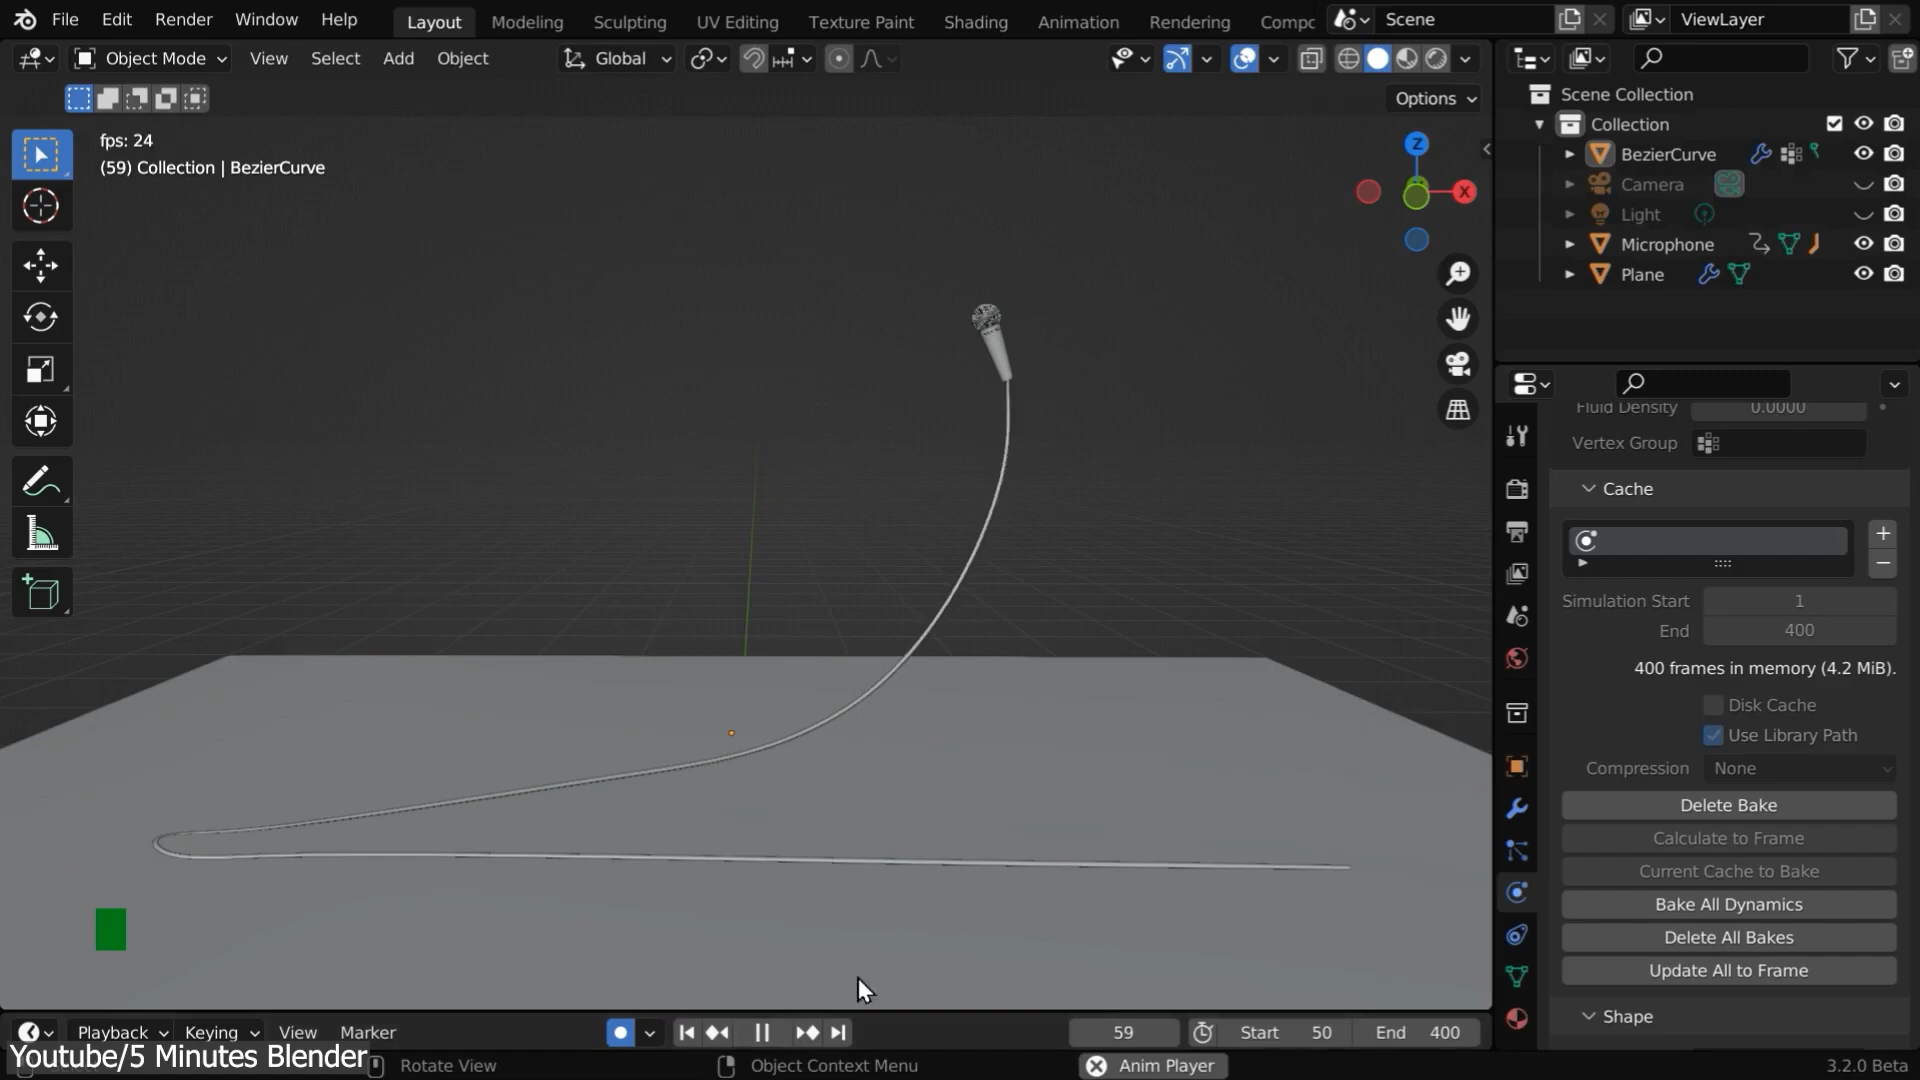 File Edit Render Window Help Layout Modeling Sculpting UV Editing Texture Paint Shading Animation Rendering Compc Scene ViewLayer
Object Mode View Select Add Object Global
Options
fps: 24
(59) Collection | BezierCurve
Z
X
Scene Collection
Collection
BezierCurve
Camera
Light
Microphone
Plane
Fluid Density 0.0000
Vertex Group
Cache
Simulation Start 1
End 400
400 frames in memory (4.2 MiB).
Disk Cache
Use Library Path
Compression None
Delete Bake
Calculate to Frame
Current Cache to Bake
Bake All Dynamics
Delete All Bakes
Update All to Frame
Shape
Playback Keying View Marker 59 Start 50 End 400
Youtube/5 Minutes Blender
Rotate View Object Context Menu Anim Player 3.2.0 Beta